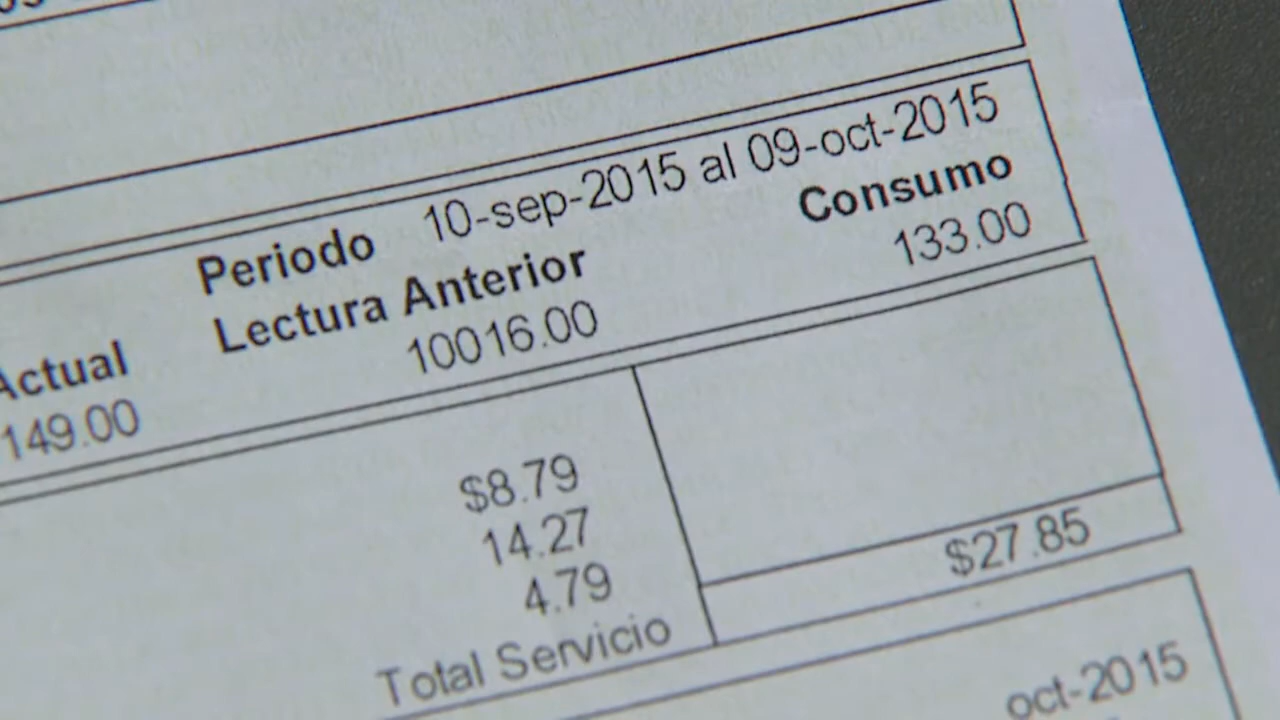 Periodo 10-sep-2015 al 09-oct-2015
Actual Lectura Anterior Consumo
149.00 10016.00 133.00
$8.79
14.27
4.79
Total Servicio $27.85
oct-2015